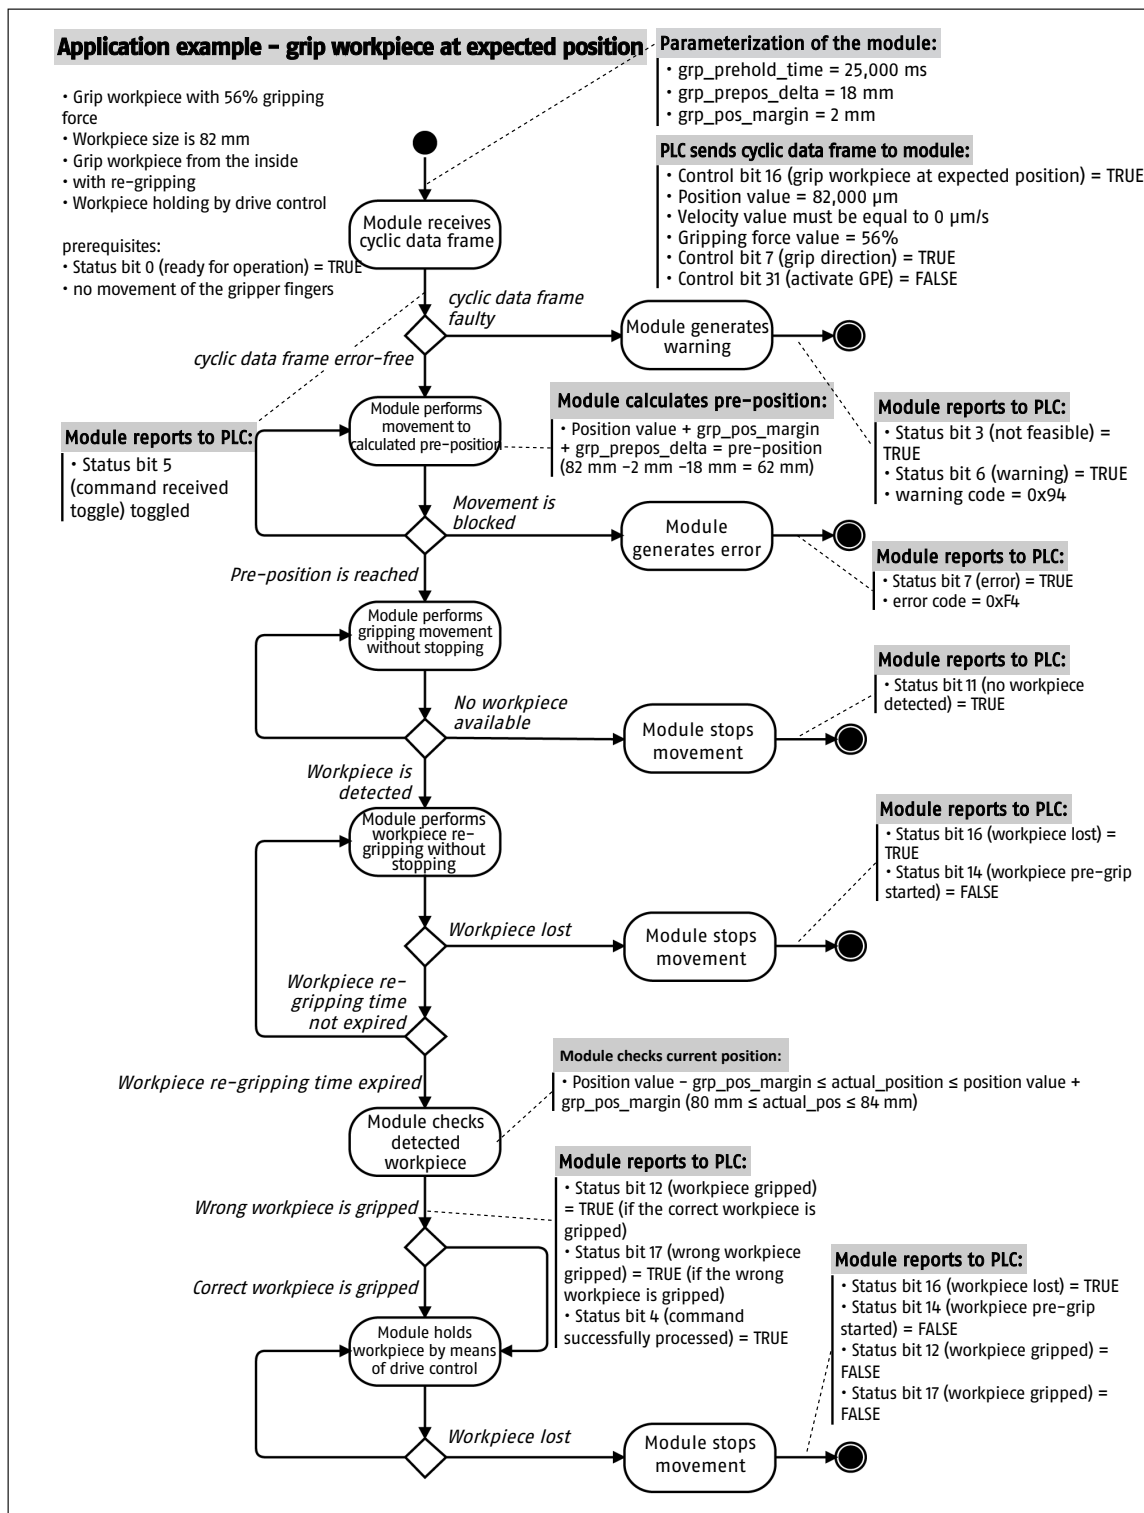 Application example – grip workpiece at expected position
• Grip workpiece with 56% gripping
force
• Workpiece size is 82 mm
• Grip workpiece from the inside
• with re-gripping
• Workpiece holding by drive control
prerequisites:
• Status bit 0 (ready for operation) = TRUE
• no movement of the gripper fingers
Parameterization of the module:
• grp_prehold_time = 25,000 ms
• grp_prepos_delta = 18 mm
• grp_pos_margin = 2 mm
PLC sends cyclic data frame to module:
• Control bit 16 (grip workpiece at expected position) = TRUE
• Position value = 82,000 µm
• Velocity value must be equal to 0 µm/s
• Gripping force value = 56%
• Control bit 7 (grip direction) = TRUE
• Control bit 31 (activate GPE) = FALSE
Module receives
cyclic data frame
cyclic data frame
faulty
Module generates
warning
cyclic data frame error-free
Module reports to PLC:
• Status bit 3 (not feasible) =
TRUE
• Status bit 6 (warning) = TRUE
• warning code = 0x94
Module reports to PLC:
• Status bit 5
(command received
toggle) toggled
Module performs
movement to
calculated pre-position
Module calculates pre-position:
• Position value + grp_pos_margin
+ grp_prepos_delta = pre-position
(82 mm –2 mm –18 mm = 62 mm)
Movement is
blocked
Module
generates error
Module reports to PLC:
• Status bit 7 (error) = TRUE
• error code = 0xF4
Pre-position is reached
Module performs
gripping movement
without stopping
No workpiece
available
Module stops
movement
Module reports to PLC:
• Status bit 11 (no workpiece
detected) = TRUE
Workpiece is
detected
Module performs
workpiece re-
gripping without
stopping
Workpiece lost
Module stops
movement
Module reports to PLC:
• Status bit 16 (workpiece lost) =
TRUE
• Status bit 14 (workpiece pre-grip
started) = FALSE
Workpiece re-
gripping time
not expired
Workpiece re-gripping time expired
Module checks current position:
• Position value – grp_pos_margin ≤ actual_position ≤ position value +
grp_pos_margin (80 mm ≤ actual_pos ≤ 84 mm)
Module checks
detected
workpiece
Module reports to PLC:
• Status bit 12 (workpiece gripped)
= TRUE (if the correct workpiece is
gripped)
• Status bit 17 (wrong workpiece
gripped) = TRUE (if the wrong
workpiece is gripped)
• Status bit 4 (command
successfully processed) = TRUE
Wrong workpiece is gripped
Correct workpiece is gripped
Module holds
workpiece by means
of drive control
Workpiece lost
Module stops
movement
Module reports to PLC:
• Status bit 16 (workpiece lost) = TRUE
• Status bit 14 (workpiece pre-grip
started) = FALSE
• Status bit 12 (workpiece gripped) =
FALSE
• Status bit 17 (workpiece gripped) =
FALSE